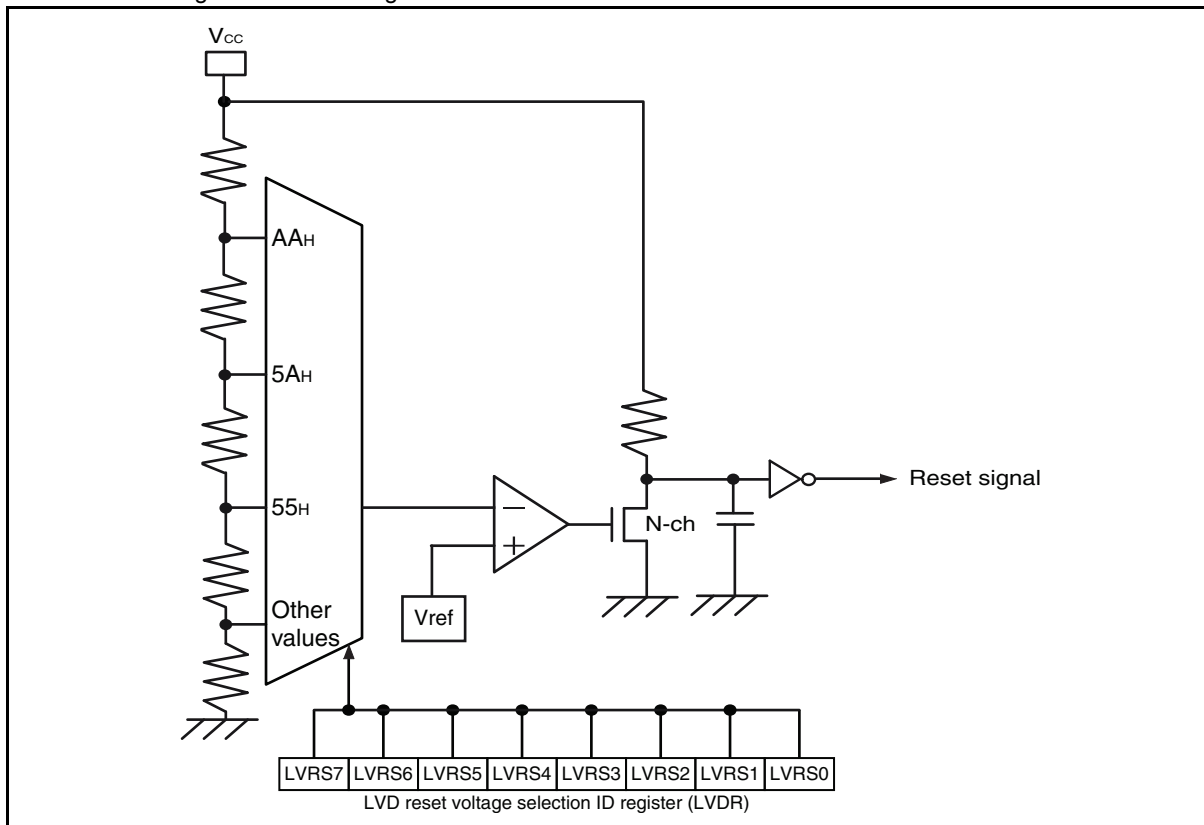 Vcc
AAH
5AH
55H
Other
values
−
+
Vref
N-ch
Reset signal
LVRS7 LVRS6 LVRS5 LVRS4 LVRS3 LVRS2 LVRS1 LVRS0
LVD reset voltage selection ID register (LVDR)